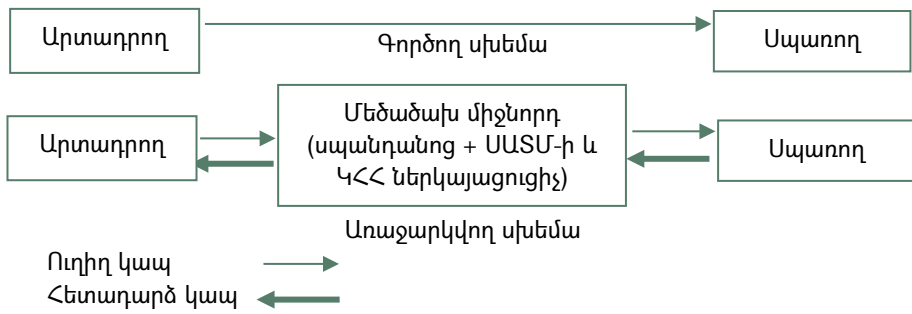 Արտադրող
Գործող սխեմա
Սպառող
Արտադրող
Մեծածախ միջնորդ
(սպանդանոց + ՍԱՏՄ-ի և
ԿՀՀ ներկայացուցիչ)
Սպառող
Առաջարկվող սխեմա
Ուղիղ կապ
Հետադարձ կապ